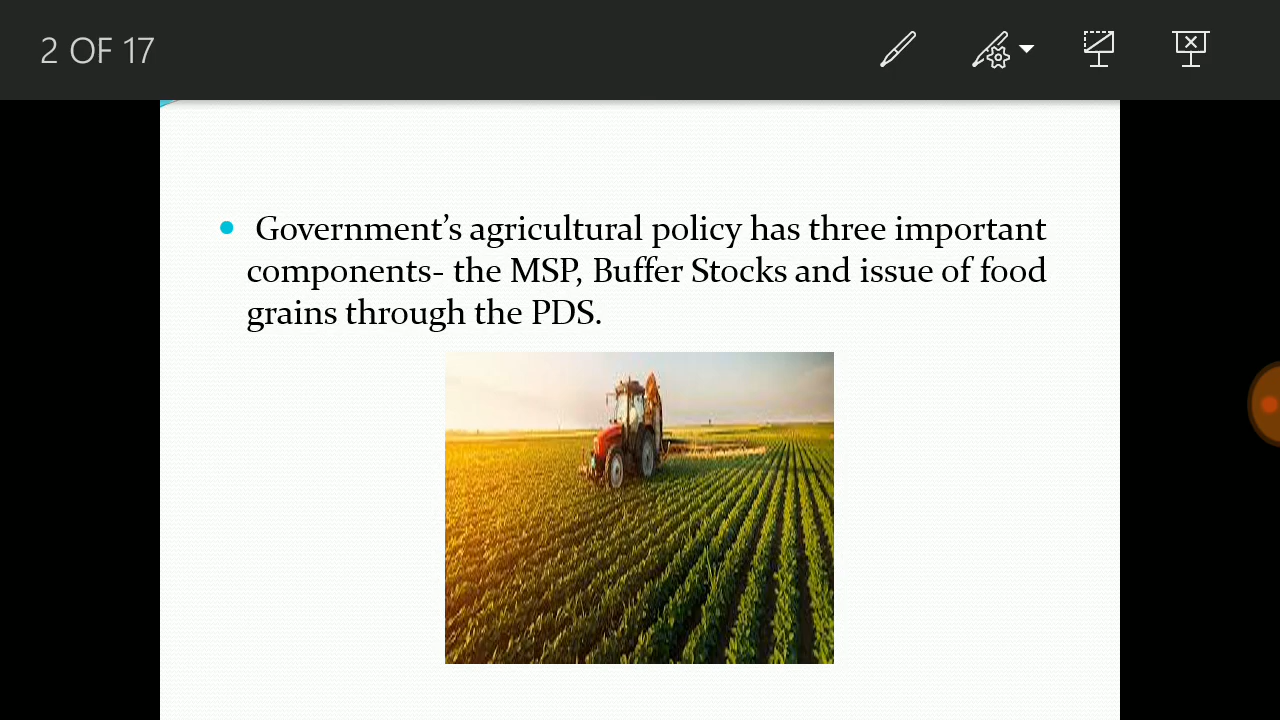 2 OF 17
Government’s agricultural policy has three important
components- the MSP, Buffer Stocks and issue of food
grains through the PDS.